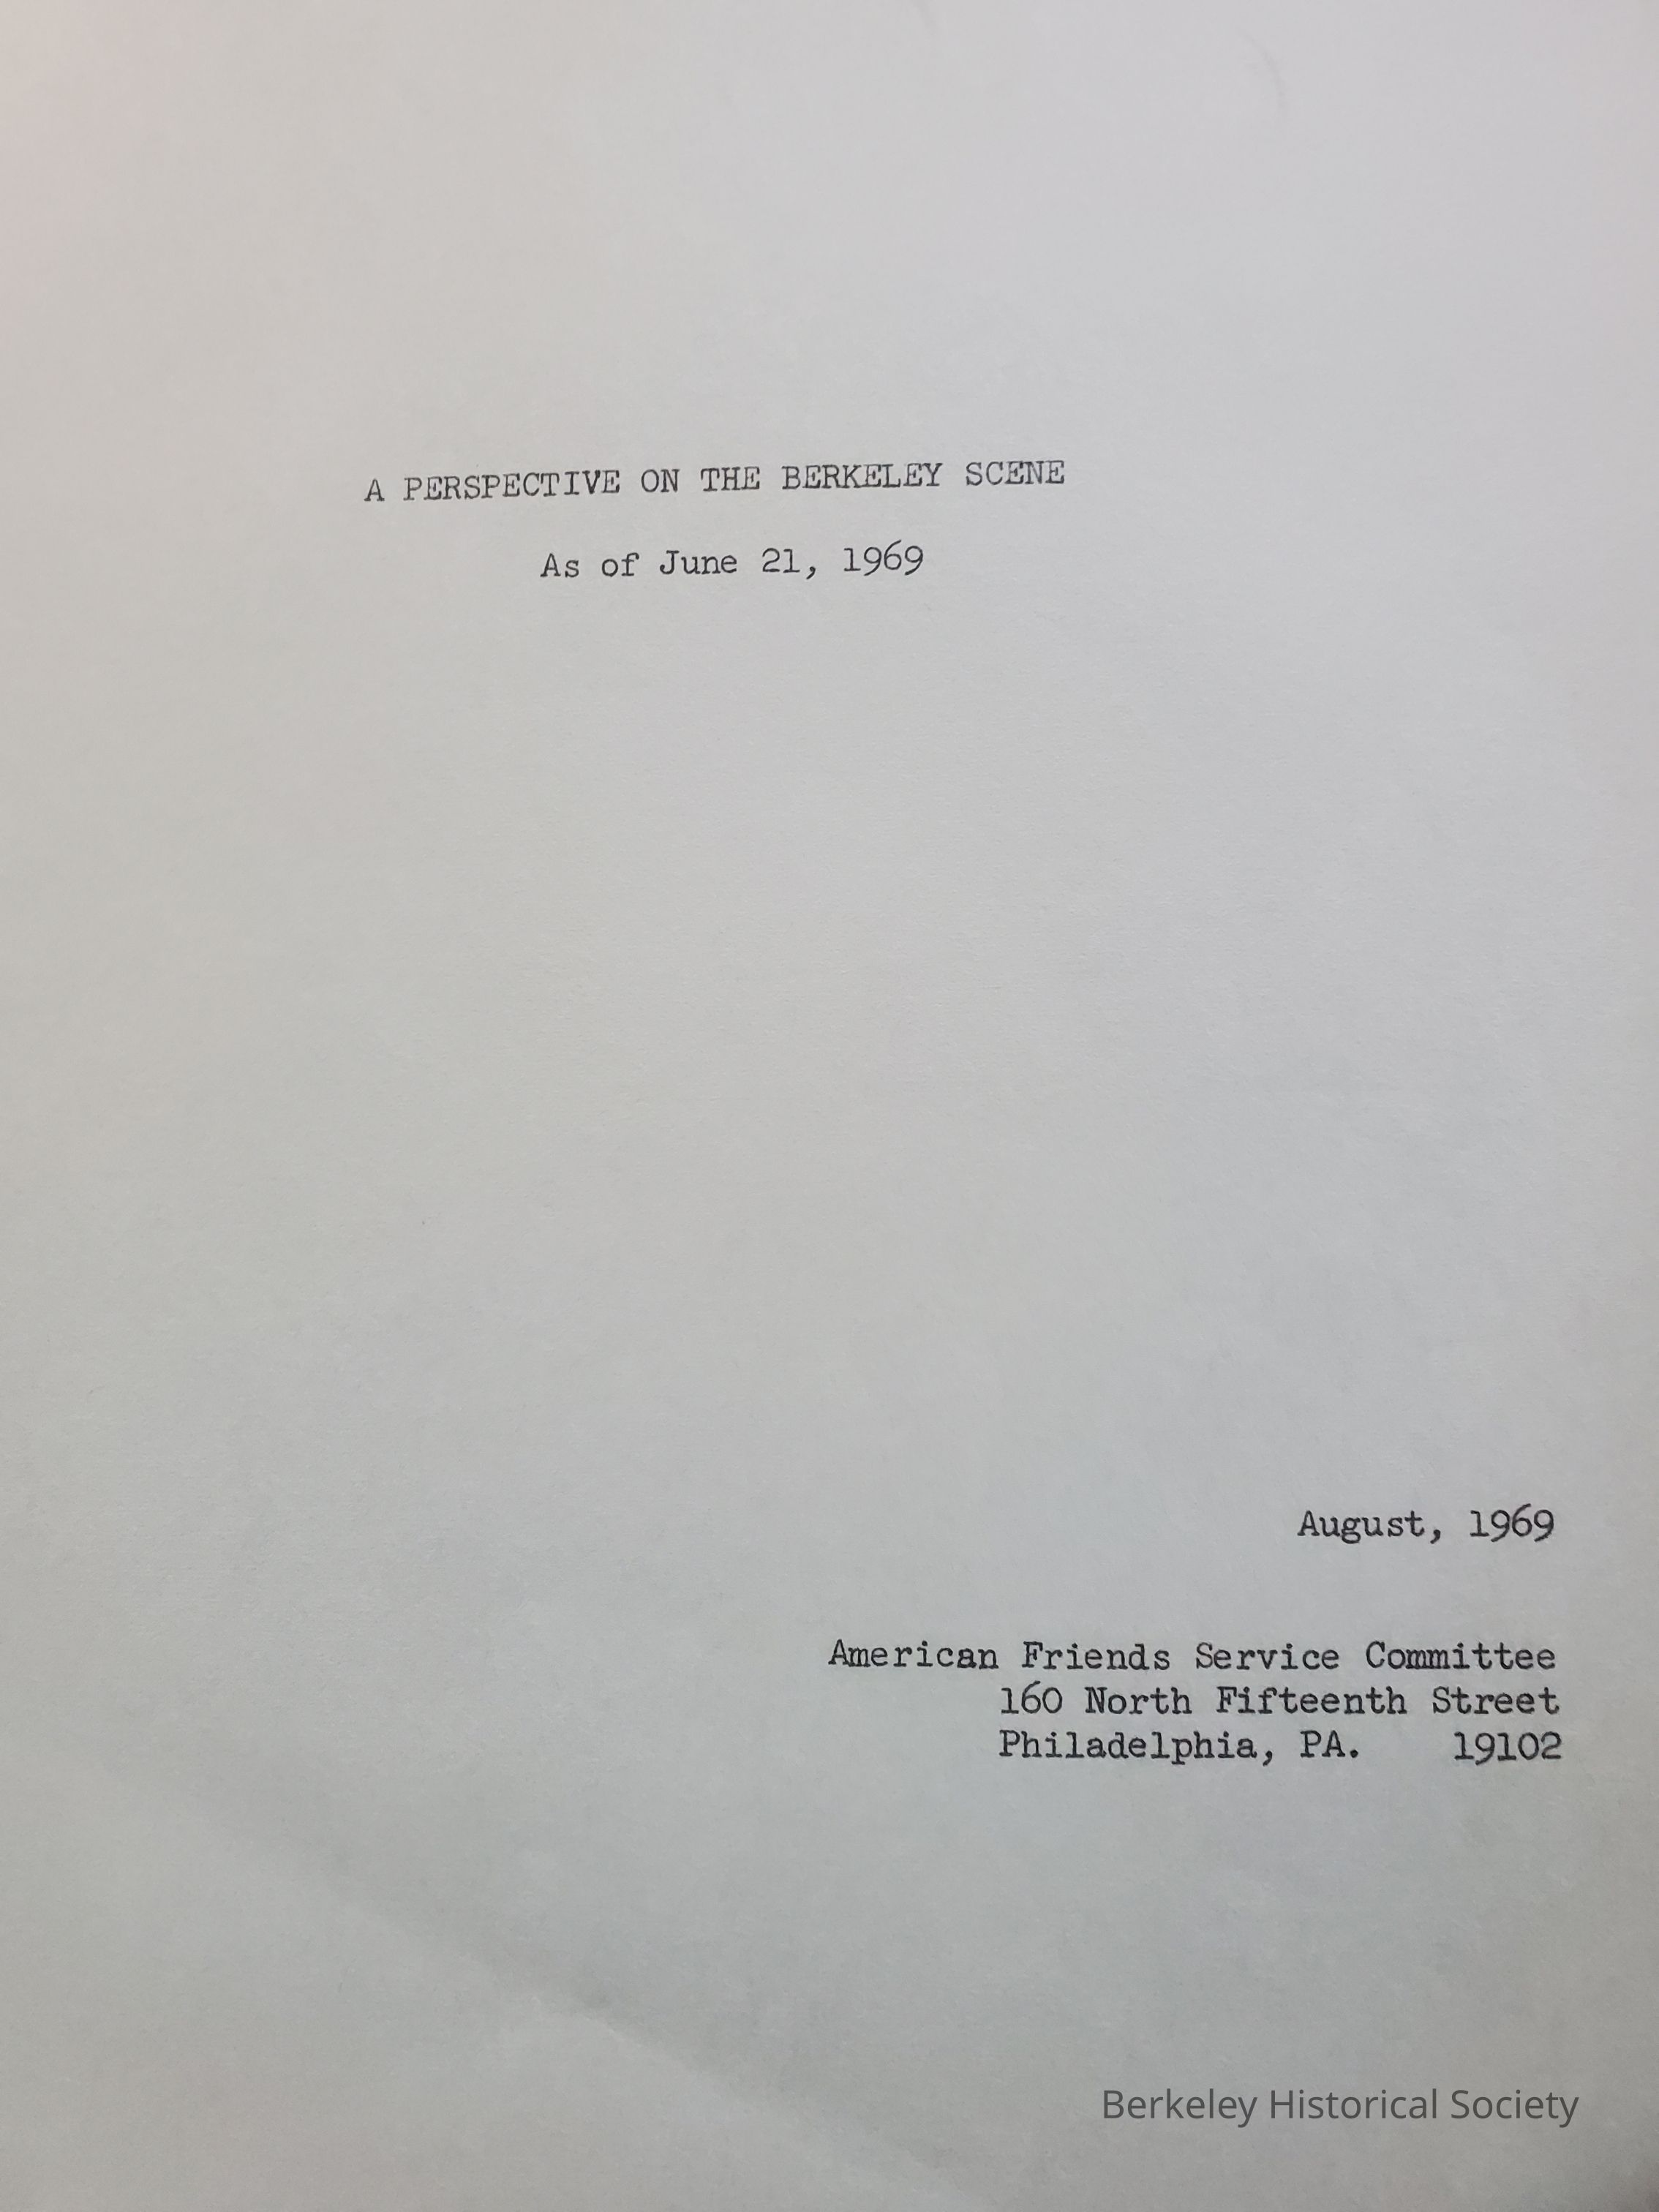 A PERSPECTIVE ON THE BERKELEY SCENE
As of June 21, 1969
August, 1969
American Friends Service Committee
160 North Fifteenth Street
Philadelphia, PA. 19102
Berkeley Historical Society